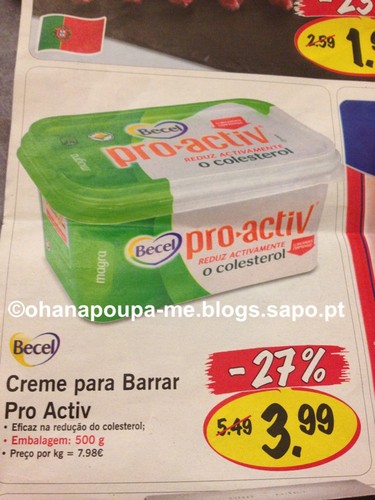 2.59
Becel
pro·activ
REDUZ ACTIVAMENTE
o colesterol
magra
Becel
pro·activ
REDUZ ACTIVAMENTE
o colesterol
©ohanapoupa-me.blogs.sapo.pt
Becel
Creme para Barrar
Pro Activ
• Eficaz na redução do colesterol;
• Embalagem: 500 g
• Preço por kg = 7.98€
-27%
5.49 3.99